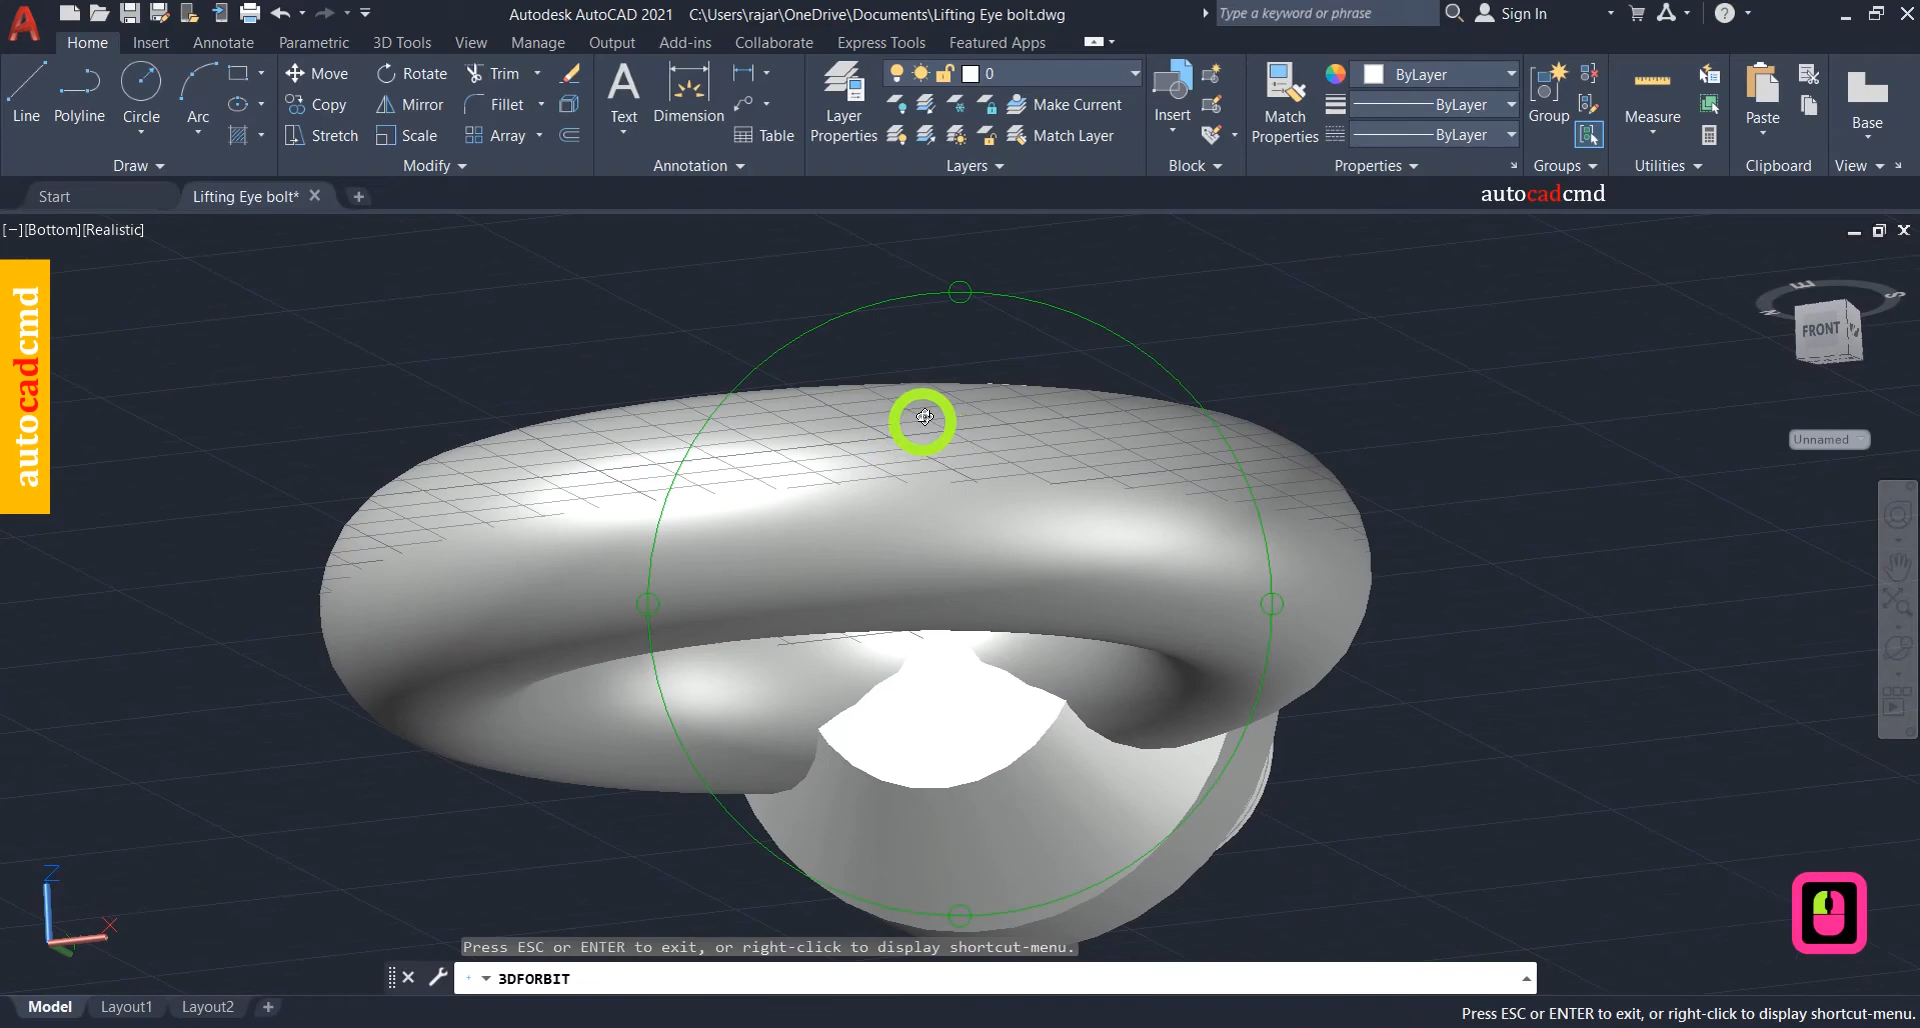 Autodesk AutoCAD 2021 C:\Users\rajar\OneDrive\Documents\Lifting Eye bolt.dwg
Type a keyword or phrase
Sign In
Home Insert Annotate Parametric 3D Tools View Manage Output Add-ins Collaborate Express Tools Featured Apps
Line
Polyline
Circle
Arc
Draw
Move
Rotate
Trim
Copy
Mirror
Fillet
Stretch
Scale
Array
Modify
Text
Dimension
Table
Annotation
Layer
Properties
0
Make Current
Match Layer
Layers
Insert
Block
Match
Properties
ByLayer
ByLayer
ByLayer
Properties
Group
Groups
Measure
Utilities
Paste
Clipboard
Base
View
Start
Lifting Eye bolt*
autocadcmd
[−][Bottom][Realistic]
autocadcmd
E
S
N
FRONT
Unnamed
Z
X
Press ESC or ENTER to exit, or right-click to display shortcut-menu.
3DFORBIT
Model Layout1 Layout2
Press ESC or ENTER to exit, or right-click to display shortcut-menu.